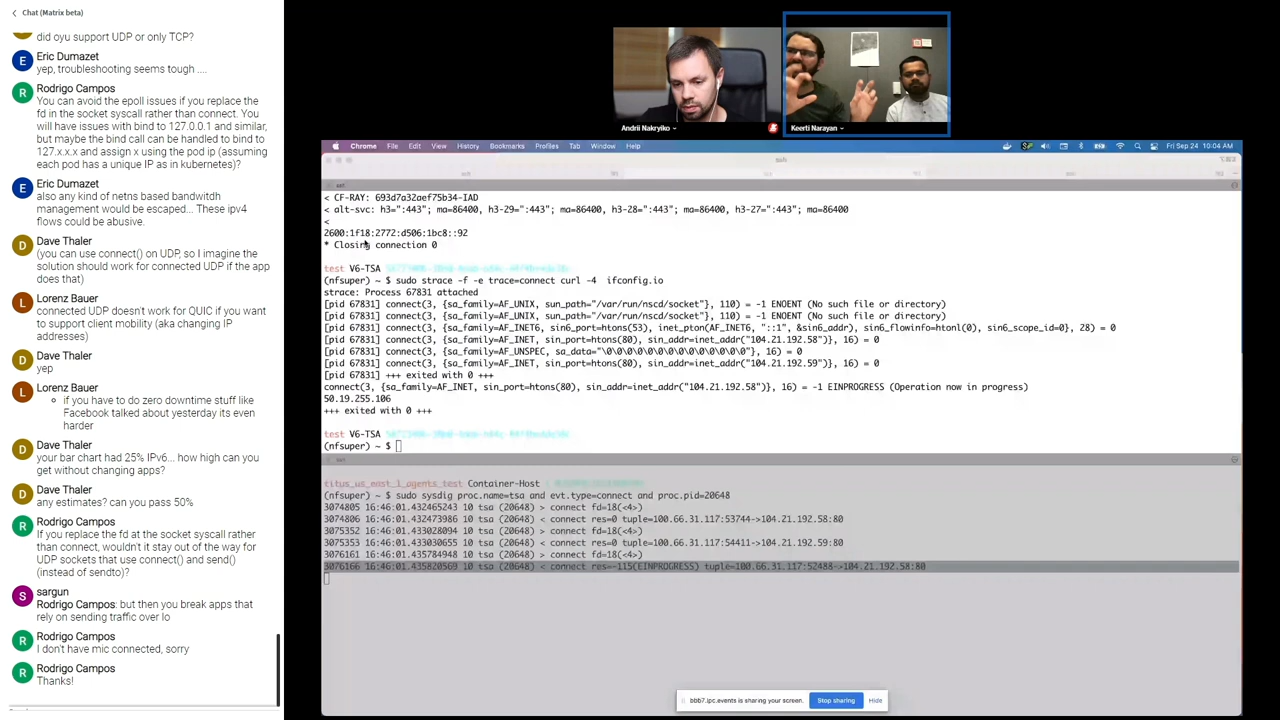 Chat (Matrix beta)
did oyu support UDP or only TCP?
E
Eric Dumazet
yep, troubleshooting seems tough ....
R
Rodrigo Campos
You can avoid the epoll issues if you replace the
fd in the socket syscall rather than connect. You
will have issues with bind to 127.0.0.1 and similar,
but maybe the bind call can be handled to bind to
127.x.x.x and assign x using the pod ip (assuming
each pod has a unique IP as in kubernetes)?
E
Eric Dumazet
also any kind of netns based bandwitdh
management would be escaped... These ipv4
flows could be abusive.
D
Dave Thaler
(you can use connect() on UDP, so I imagine the
solution should work for connected UDP if the app
does that)
L
Lorenz Bauer
connected UDP doesn't work for QUIC if you want
to support client mobility (aka changing IP
addresses)
D
Dave Thaler
yep
L
Lorenz Bauer
if you have to do zero downtime stuff like
Facebook talked about yesterday its even
harder
D
Dave Thaler
your bar chart had 25% IPv6... how high can you
get without changing apps?
D
Dave Thaler
any estimates? can you pass 50%
R
Rodrigo Campos
If you replace the fd at the socket syscall rather
than connect, wouldn't it stay out of the way for
UDP sockets that use connect() and send()
(instead of sendto)?
S
sargun
Rodrigo Campos: but then you break apps that
rely on sending traffic over lo
R
Rodrigo Campos
I don't have mic connected, sorry
R
Rodrigo Campos
Thanks!
Andrii Nakryiko
Keerti Narayan
Chrome File Edit View History Bookmarks Profiles Tab Window Help
Fri Sep 24 10:04 AM
< CF-RAY: 693d7a32aef75b34-IAD
< alt-svc: h3=":443"; ma=86400, h3-29=":443"; ma=86400, h3-28=":443"; ma=86400, h3-27=":443"; ma=86400
<
2600:1f18:2772:d506:1bc8::92
* Closing connection 0
test V6-TSA
(nfsuper) ~ $ sudo strace -f -e trace=connect curl -4 ifconfig.io
strace: Process 67831 attached
[pid 67831] connect(3, {sa_family=AF_UNIX, sun_path="/var/run/nscd/socket"}, 110) = -1 ENOENT (No such file or directory)
[pid 67831] connect(3, {sa_family=AF_UNIX, sun_path="/var/run/nscd/socket"}, 110) = -1 ENOENT (No such file or directory)
[pid 67831] connect(3, {sa_family=AF_INET6, sin6_port=htons(53), inet_pton(AF_INET6, "::1", &sin6_addr), sin6_flowinfo=htonl(0), sin6_scope_id=0}, 28) = 0
[pid 67831] connect(3, {sa_family=AF_INET, sin_port=htons(80), sin_addr=inet_addr("104.21.192.58")}, 16) = 0
[pid 67831] connect(3, {sa_family=AF_UNSPEC, sa_data="\0\0\0\0\0\0\0\0\0\0\0\0\0\0"}, 16) = 0
[pid 67831] connect(3, {sa_family=AF_INET, sin_port=htons(80), sin_addr=inet_addr("104.21.192.59")}, 16) = 0
[pid 67831] +++ exited with 0 +++
connect(3, {sa_family=AF_INET, sin_port=htons(80), sin_addr=inet_addr("104.21.192.58")}, 16) = -1 EINPROGRESS (Operation now in progress)
50.19.255.106
+++ exited with 0 +++
test V6-TSA
(nfsuper) ~ $
titus_us_east_1_agents_test Container-Host
(nfsuper) ~ $ sudo sysdig proc.name=tsa and evt.type=connect and proc.pid=20648
3074805 16:46:01.432465243 10 tsa (20648) > connect fd=18(<4>)
3074806 16:46:01.432473986 10 tsa (20648) < connect res=0 tuple=100.66.31.117:53744->104.21.192.58:80
3075352 16:46:01.433028094 10 tsa (20648) > connect fd=18(<4>)
3075353 16:46:01.433030655 10 tsa (20648) < connect res=0 tuple=100.66.31.117:54411->104.21.192.59:80
3076161 16:46:01.435784948 10 tsa (20648) > connect fd=18(<4>)
3076166 16:46:01.435820569 10 tsa (20648) < connect res=-115(EINPROGRESS) tuple=100.66.31.117:52488->104.21.192.58:80
bbb7.lpc.events is sharing your screen.
Stop sharing
Hide